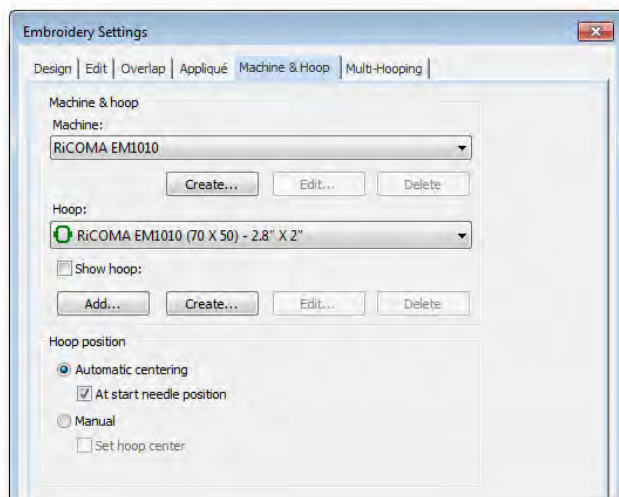 Embroidery Settings
Design Edit Overlap Appliqué Machine & Hoop Multi-Hooping
Machine & hoop
Machine:
RiCOMA EM1010
Create... Edit... Delete
Hoop:
RiCOMA EM1010 (70 X 50) - 2.8" X 2"
Show hoop:
Add... Create... Edit... Delete
Hoop position
Automatic centering
At start needle position
Manual
Set hoop center